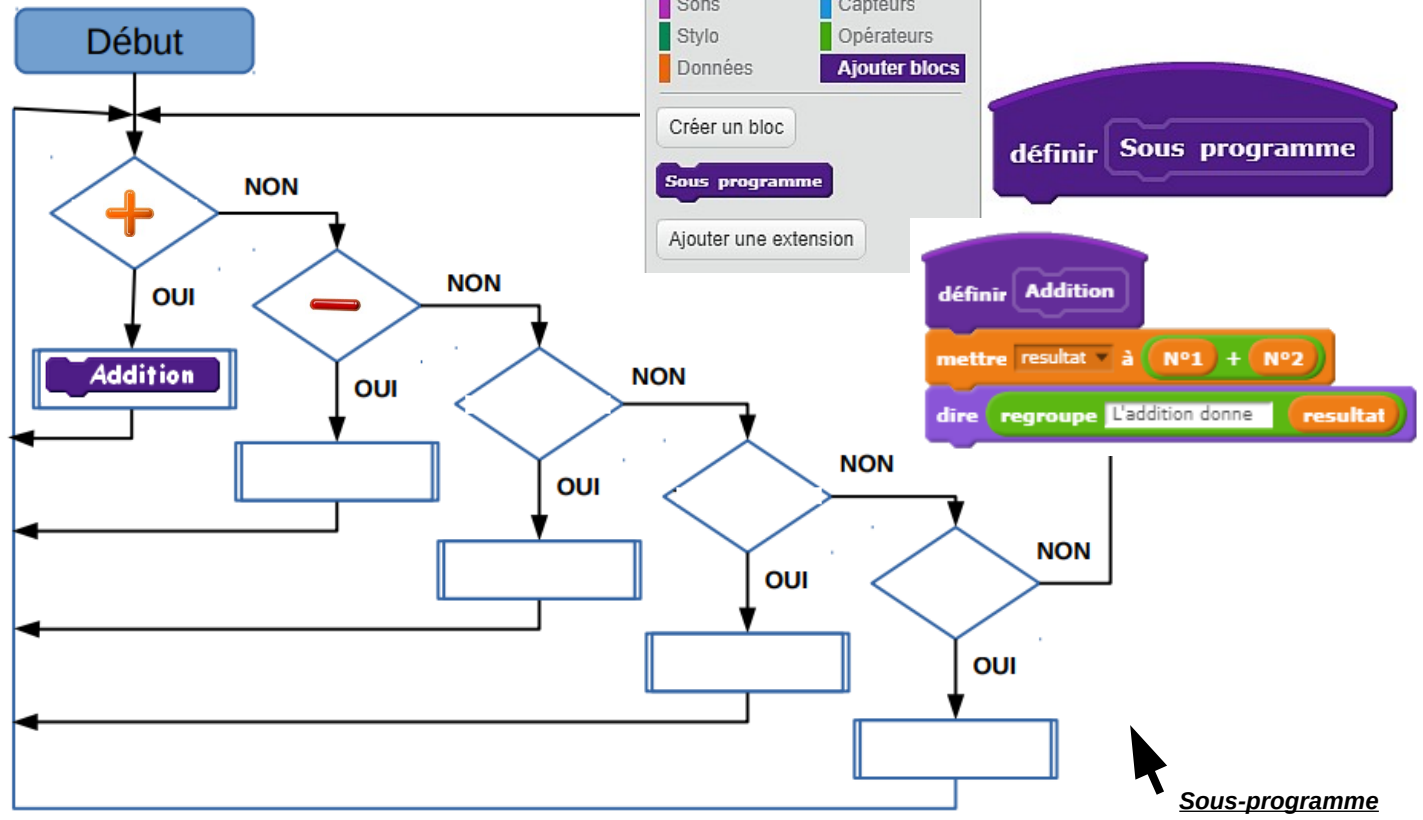 Début
NON
OUI
Addition
NON
OUI
NON
OUI
NON
OUI
NON
OUI
Sons
Capteurs
Stylo
Opérateurs
Données
Ajouter blocs
Créer un bloc
Sous programme
Ajouter une extension
définir Sous programme
définir Addition
mettre resultat à N°1 + N°2
dire regroupe L'addition donne resultat
Sous-programme